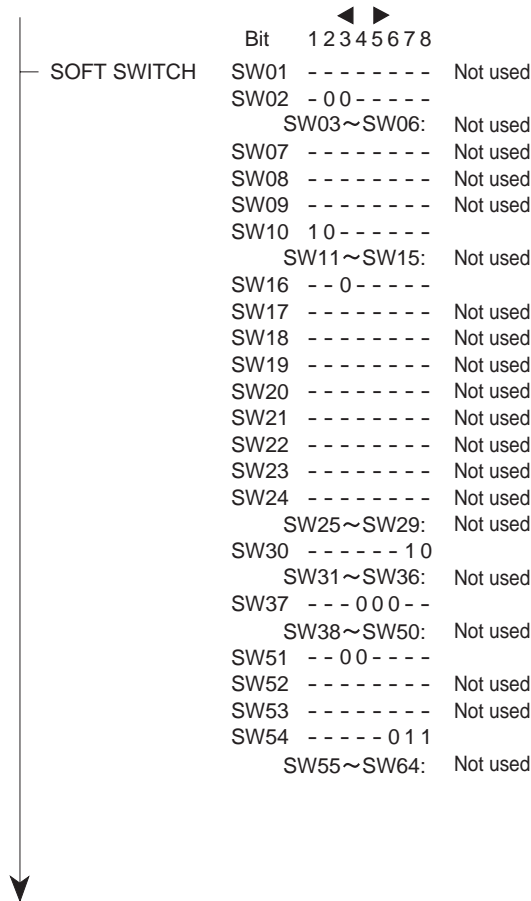 ◀ ▶
Bit 1 2 3 4 5 6 7 8
SOFT SWITCH SW01 - - - - - - - - Not used
SW02 - 0 0 - - - - -
SW03～SW06: Not used
SW07 - - - - - - - - Not used
SW08 - - - - - - - - Not used
SW09 - - - - - - - - Not used
SW10 1 0 - - - - - -
SW11～SW15: Not used
SW16 - - 0 - - - - -
SW17 - - - - - - - - Not used
SW18 - - - - - - - - Not used
SW19 - - - - - - - - Not used
SW20 - - - - - - - - Not used
SW21 - - - - - - - - Not used
SW22 - - - - - - - - Not used
SW23 - - - - - - - - Not used
SW24 - - - - - - - - Not used
SW25～SW29: Not used
SW30 - - - - - - 1 0
SW31～SW36: Not used
SW37 - - - 0 0 0 - -
SW38～SW50: Not used
SW51 - - 0 0 - - - -
SW52 - - - - - - - - Not used
SW53 - - - - - - - - Not used
SW54 - - - - - 0 1 1
SW55～SW64: Not used